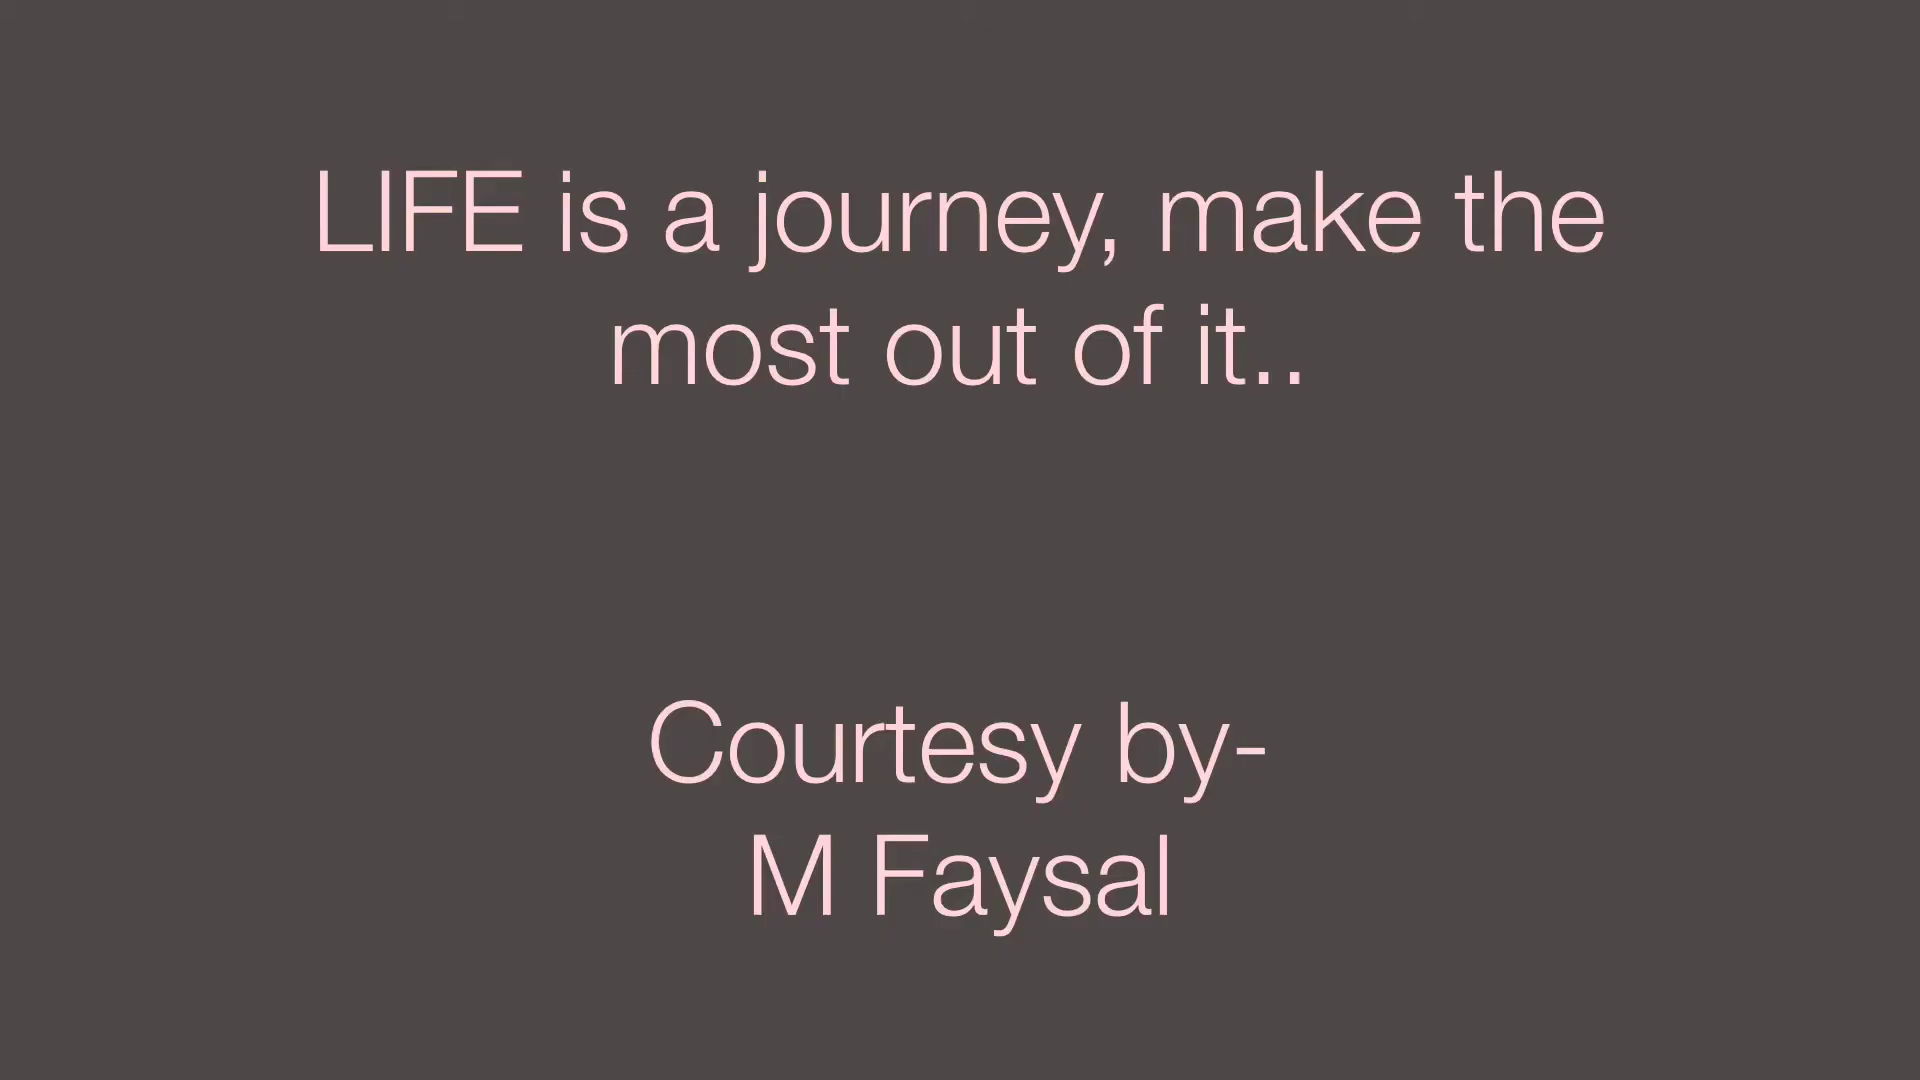 LIFE is a journey, make the
most out of it..
Courtesy by-
M Faysal